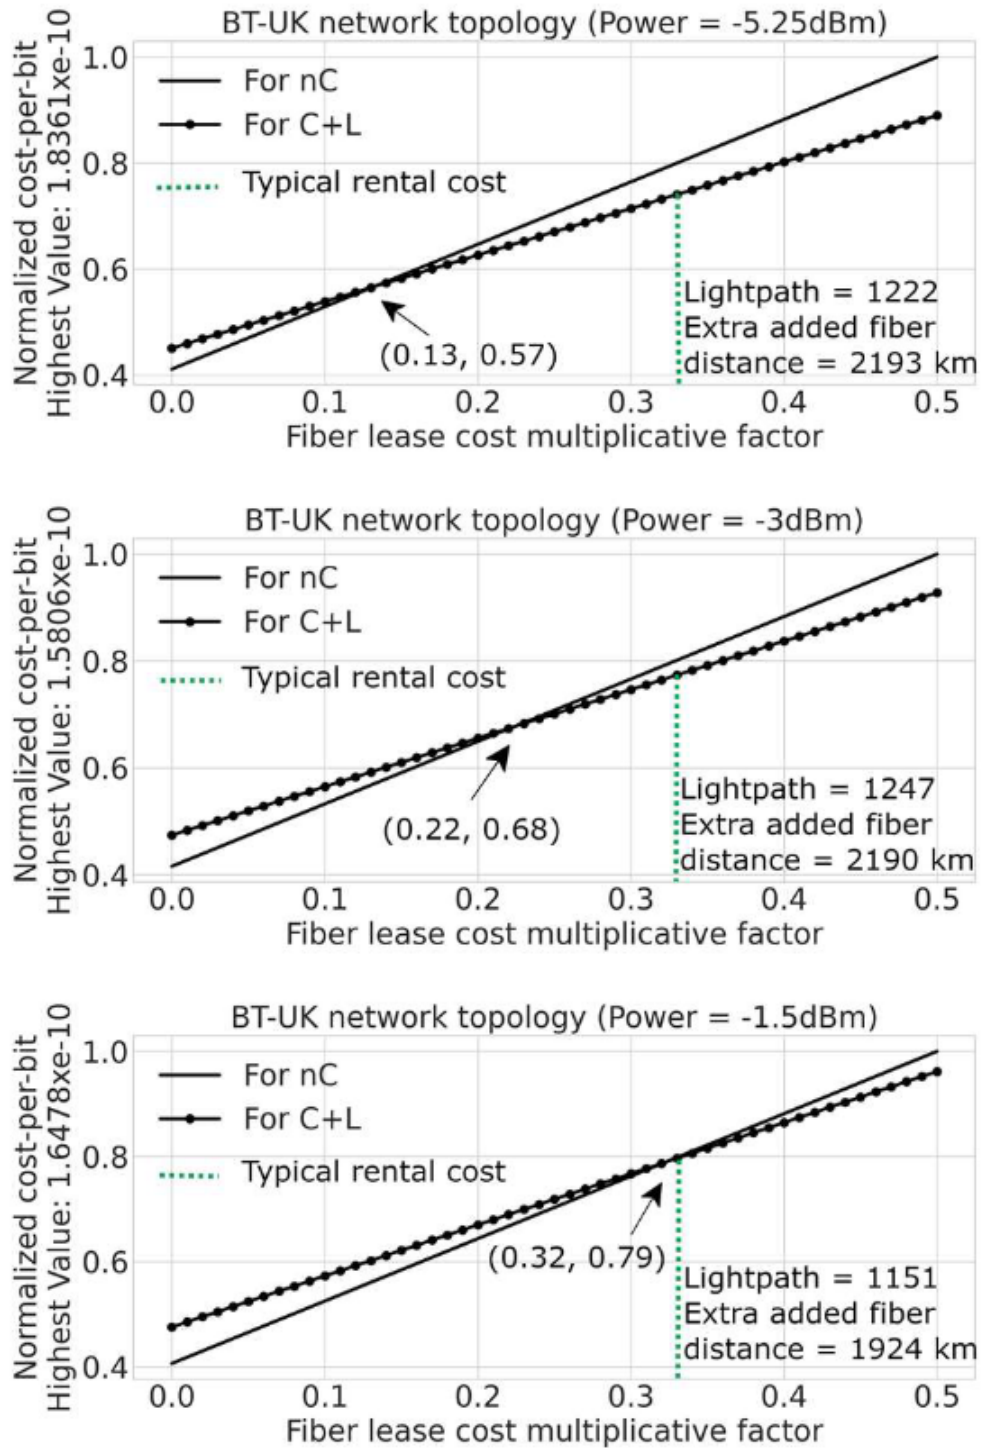 BT-UK network topology (Power = -5.25dBm)
Normalized cost-per-bit
Highest Value: 1.8361xe-10
1.0
0.8
0.6
0.4
For nC
For C+L
Typical rental cost
(0.13, 0.57)
Lightpath = 1222
Extra added fiber
distance = 2193 km
0.0 0.1 0.2 0.3 0.4 0.5
Fiber lease cost multiplicative factor
BT-UK network topology (Power = -3dBm)
Normalized cost-per-bit
Highest Value: 1.5806xe-10
1.0
0.8
0.6
0.4
For nC
For C+L
Typical rental cost
(0.22, 0.68)
Lightpath = 1247
Extra added fiber
distance = 2190 km
0.0 0.1 0.2 0.3 0.4 0.5
Fiber lease cost multiplicative factor
BT-UK network topology (Power = -1.5dBm)
Normalized cost-per-bit
Highest Value: 1.6478xe-10
1.0
0.8
0.6
0.4
For nC
For C+L
Typical rental cost
(0.32, 0.79)
Lightpath = 1151
Extra added fiber
distance = 1924 km
0.0 0.1 0.2 0.3 0.4 0.5
Fiber lease cost multiplicative factor